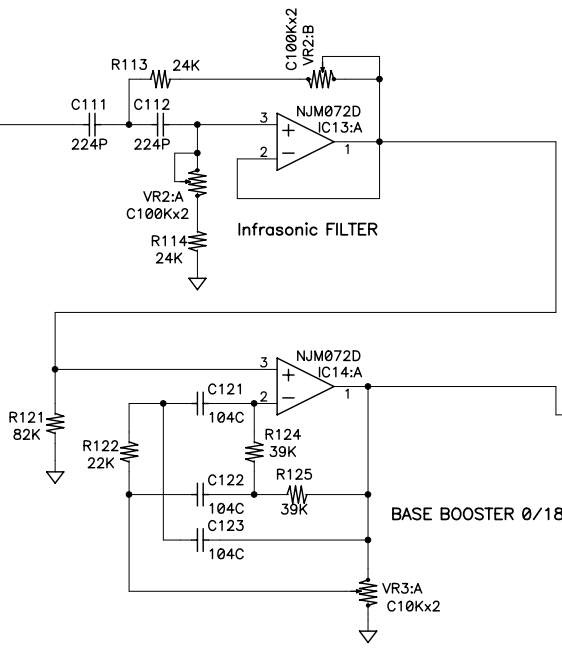 C100Kx2
VR2:B
R113 24K
C111 C112
224P 224P
NJM072D
IC13:A
3
2
1
+
−
VR2:A
C100Kx2
R114
24K
Infrasonic FILTER
NJM072D
IC14:A
3
2
1
+
−
R121
82K
C121
104C
R122
22K
R124
39K
C122
104C
R125
39K
C123
104C
BASE BOOSTER 0/18
VR3:A
C10Kx2